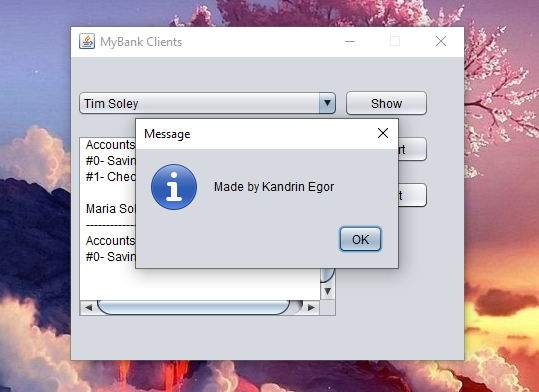 MyBank Clients
Tim Soley
Show
Message
Made by Kandrin Egor
OK
Accounts
#0- Savin
#1- Chec
Maria Sol
Accounts
#0- Savin